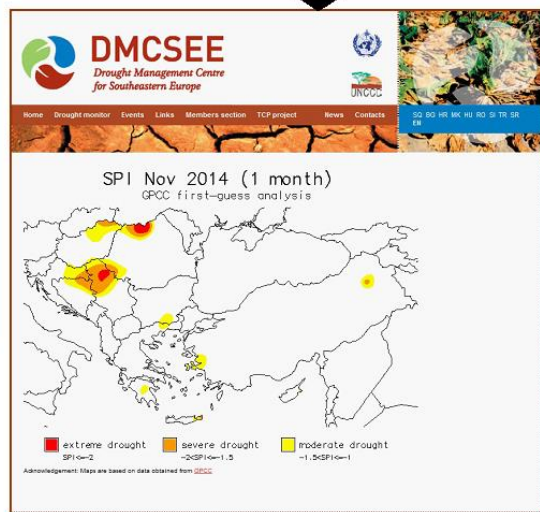 DMCSEE
Drought Management Centre
for Southeastern Europe
UNCCC
Home Drought monitor Events Links Members section TCP project News Contacts
SQ BG HR MK HU RO SI TR SR
EN
SPI Nov 2014 (1 month)
GPCC first-guess analysis
extreme drought severe drought moderate drought
SPI<=-2 -2<SPI<=-1.5 -1.5<SPI<=-1
Acknowledgement: Maps are based on data obtained from GPCC